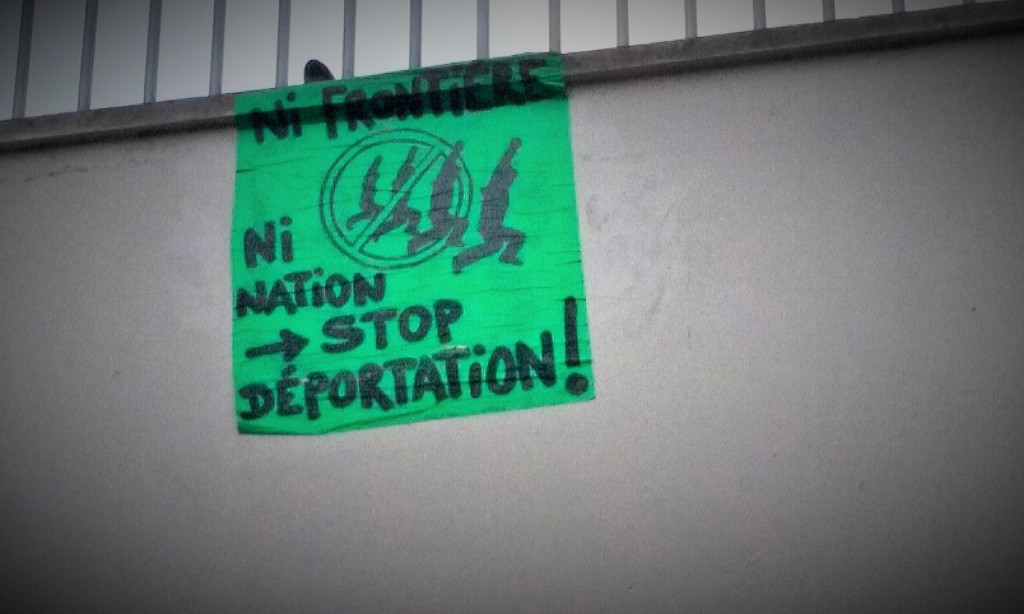 Ni FRONTiÈRE
Ni
NATiON
→ STOP
DÉPORTATiON!